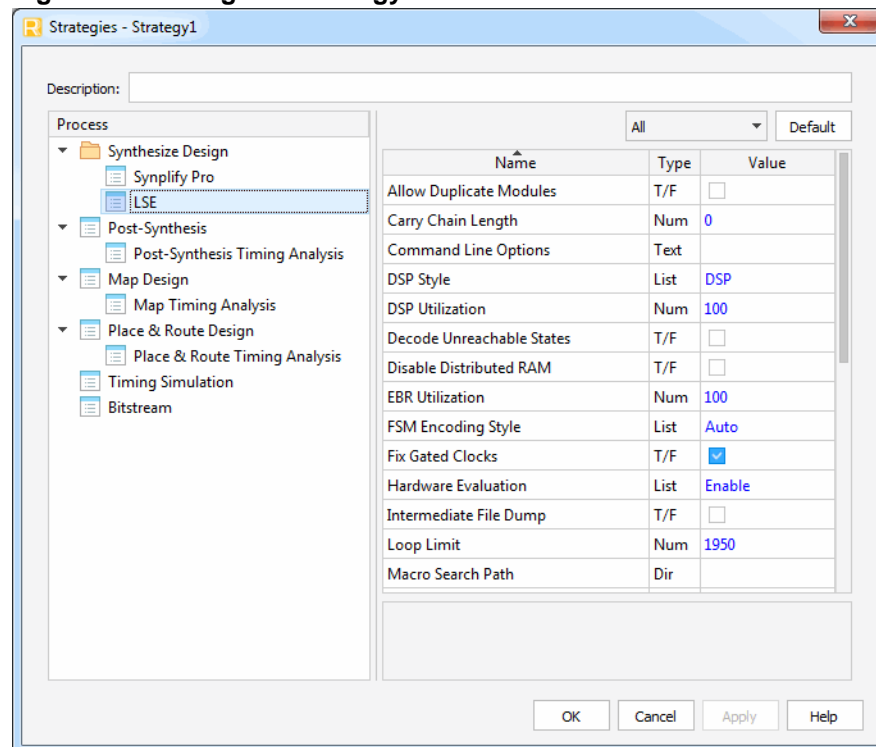 Strategies - Strategy1
Description:
Process
Synthesize Design
Synplify Pro
LSE
Post-Synthesis
Post-Synthesis Timing Analysis
Map Design
Map Timing Analysis
Place & Route Design
Place & Route Timing Analysis
Timing Simulation
Bitstream
All Default
Name Type Value
Allow Duplicate Modules T/F
Carry Chain Length Num 0
Command Line Options Text
DSP Style List DSP
DSP Utilization Num 100
Decode Unreachable States T/F
Disable Distributed RAM T/F
EBR Utilization Num 100
FSM Encoding Style List Auto
Fix Gated Clocks T/F
Hardware Evaluation List Enable
Intermediate File Dump T/F
Loop Limit Num 1950
Macro Search Path Dir
OK Cancel Apply Help